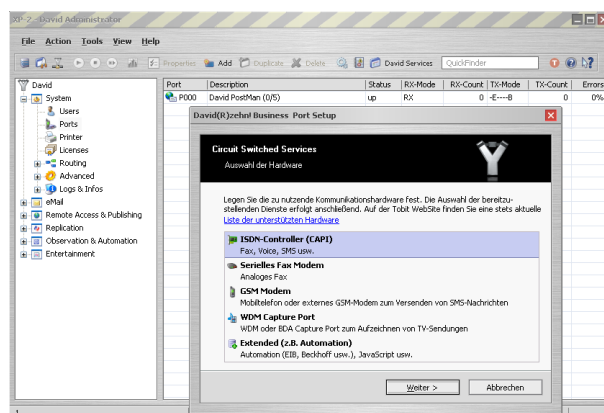 XP-2 - David Administrator
File Action Tools View Help
Properties Add Duplicate Delete David Services QuickFinder
David
System
Users
Ports
Printer
Licenses
Routing
Advanced
Logs & Infos
eMail
Remote Access & Publishing
Replication
Observation & Automation
Entertainment
Port Description Status RX-Mode RX-Count TX-Mode TX-Count Errors
P000 David PostMan (0/5) up RX 0 -E----B 0 0%
David(R)zehn! Business Port Setup
Circuit Switched Services
Auswahl der Hardware
Legen Sie die zu nutzende Kommunikationshardware fest. Die Auswahl der bereitzu-
stellenden Dienste erfolgt anschließend. Auf der Tobit WebSite finden Sie eine stets aktuelle
Liste der unterstützten Hardware
ISDN-Controller (CAPI)
Fax, Voice, SMS usw.
Serielles Fax Modem
Analoges Fax
GSM Modem
Mobiltelefon oder externes GSM-Modem zum Versenden von SMS-Nachrichten
WDM Capture Port
WDM oder BDA Capture Port zum Aufzeichnen von TV-Sendungen
Extended (z.B. Automation)
Automation (EIB, Beckhoff usw.), JavaScript usw.
Weiter > Abbrechen